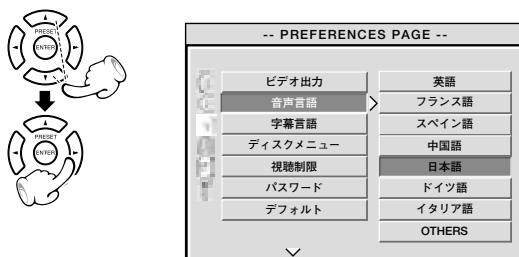 PRESET
ENTER
PRESET
ENTER
-- PREFERENCES PAGE --
ビデオ出力
音声言語
字幕言語
ディスクメニュー
視聴制限
パスワード
デフォルト
英語
フランス語
スペイン語
中国語
日本語
ドイツ語
イタリア語
OTHERS